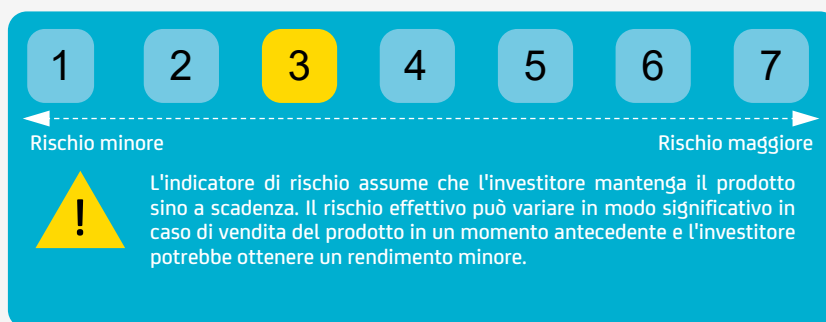 1 2 3 4 5 6 7
Rischio minore Rischio maggiore
!
L'indicatore di rischio assume che l'investitore mantenga il prodotto
sino a scadenza. Il rischio effettivo può variare in modo significativo in
caso di vendita del prodotto in un momento antecedente e l'investitore
potrebbe ottenere un rendimento minore.